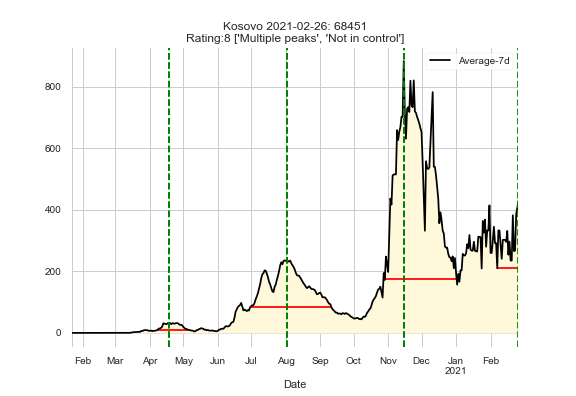 Kosovo 2021-02-26: 68451
Rating:8 ['Multiple peaks', 'Not in control']
Average-7d
800
600
400
200
0
Feb Mar Apr May Jun Jul Aug Sep Oct Nov Dec Jan Feb
2021
Date